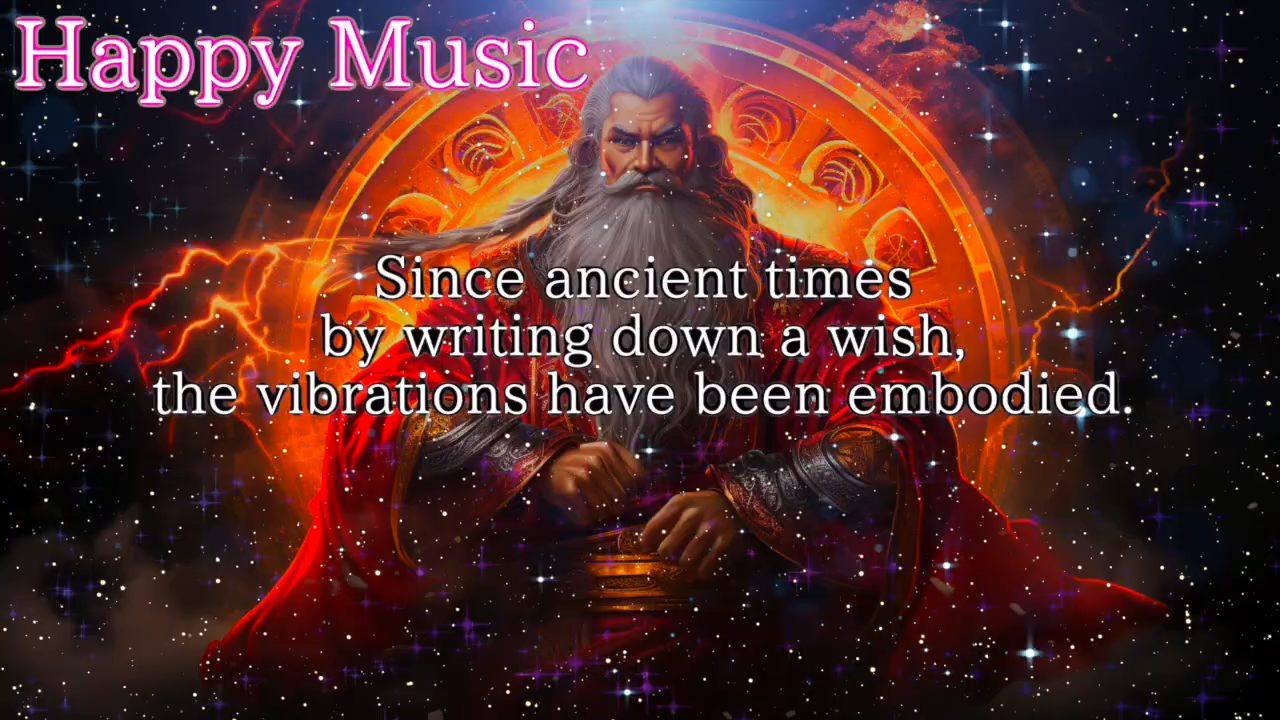 Happy Music
Since ancient times
by writing down a wish,
the vibrations have been embodied.